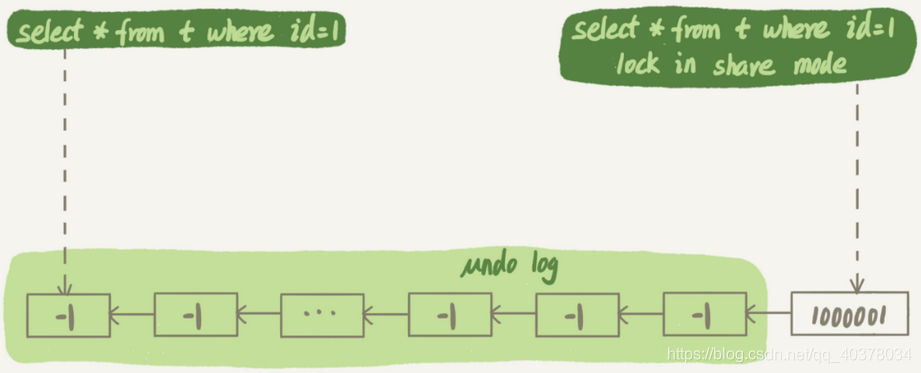 select * from t where id=1
select * from t where id=1
lock in share mode
undo log
-1
-1
...
-1
-1
-1
1000001
https://blog.csdn.net/qq_40378034